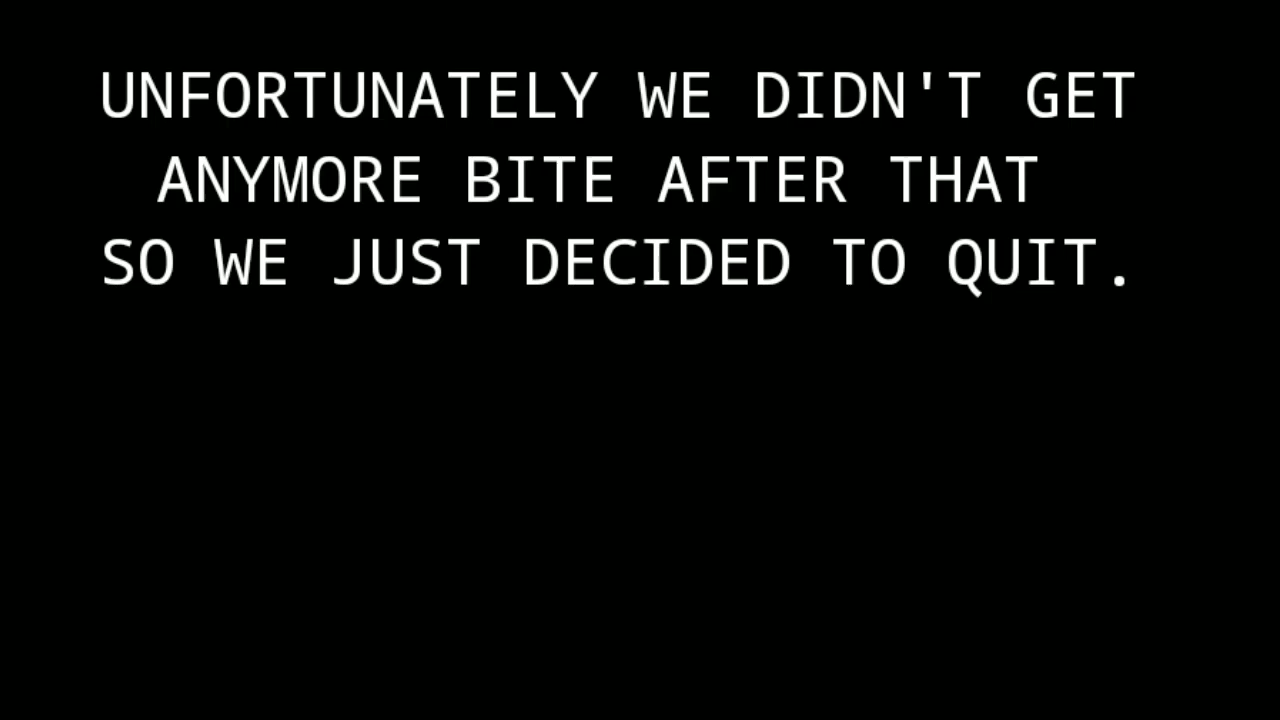 UNFORTUNATELY WE DIDN'T GET
ANYMORE BITE AFTER THAT
SO WE JUST DECIDED TO QUIT.